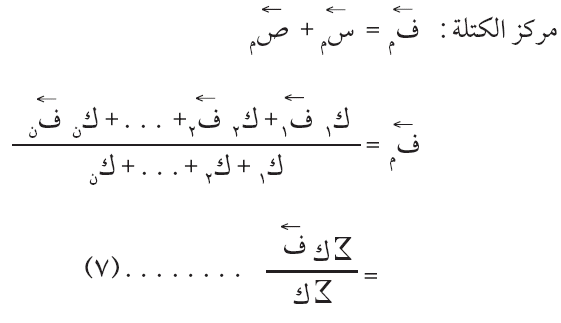 مركز الكتلة : ف←م = س←م + ص←م
ف←م = (ك١ ف←١ + ك٢ ف←٢ + . . . + كن ف←ن) / (ك١ + ك٢ + . . . + كن)
= (Σ ك ف←) / (Σ ك) . . . . . . . . (٧)